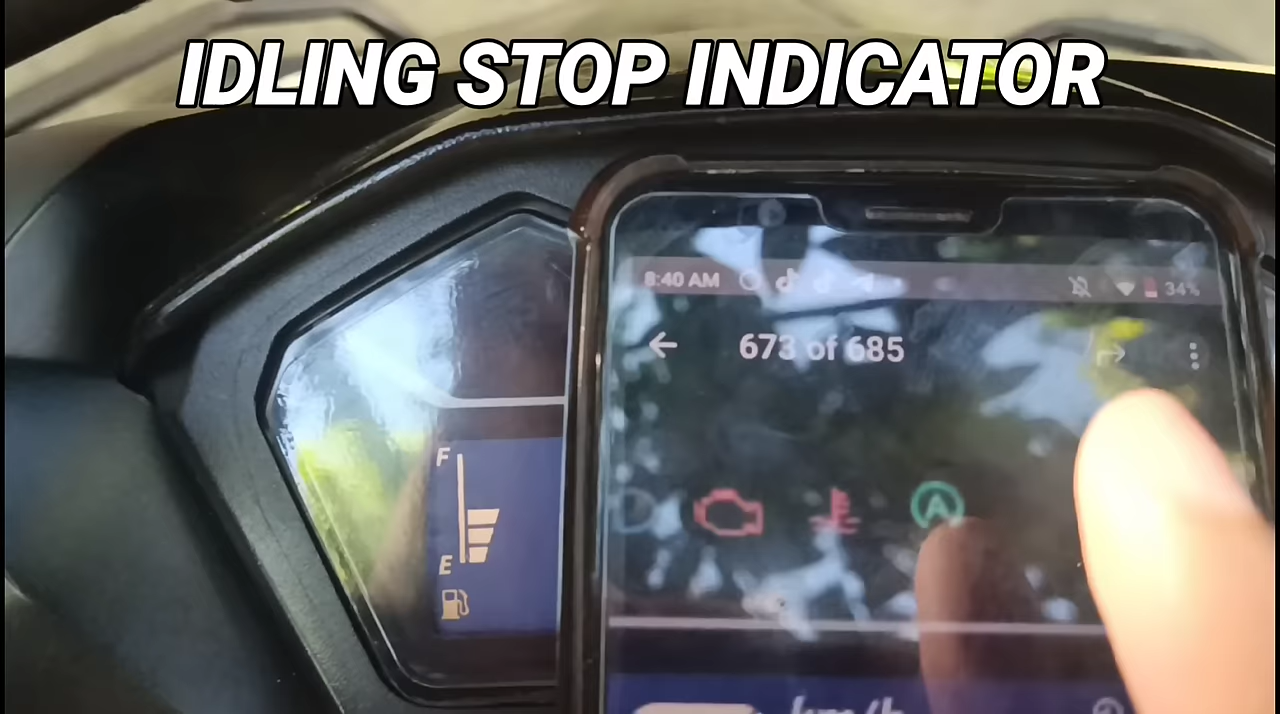 IDLING STOP INDICATOR
8:40 AM
34%
673 of 685
A
F
E
km/h